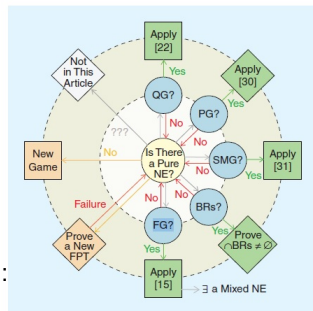 Apply
[22]
Not
in This
Article
Yes
Apply
[30]
QG?
Yes
PG?
???
No
No
New
Game
No
Is There
a Pure
NE?
SMG?
Apply
[31]
No
Yes
Failure
No
No
BRs?
FG?
Yes
Prove
a New
FPT
Yes
Prove
∩BRs ≠ ∅
:
Apply
[15]
∃ a Mixed NE